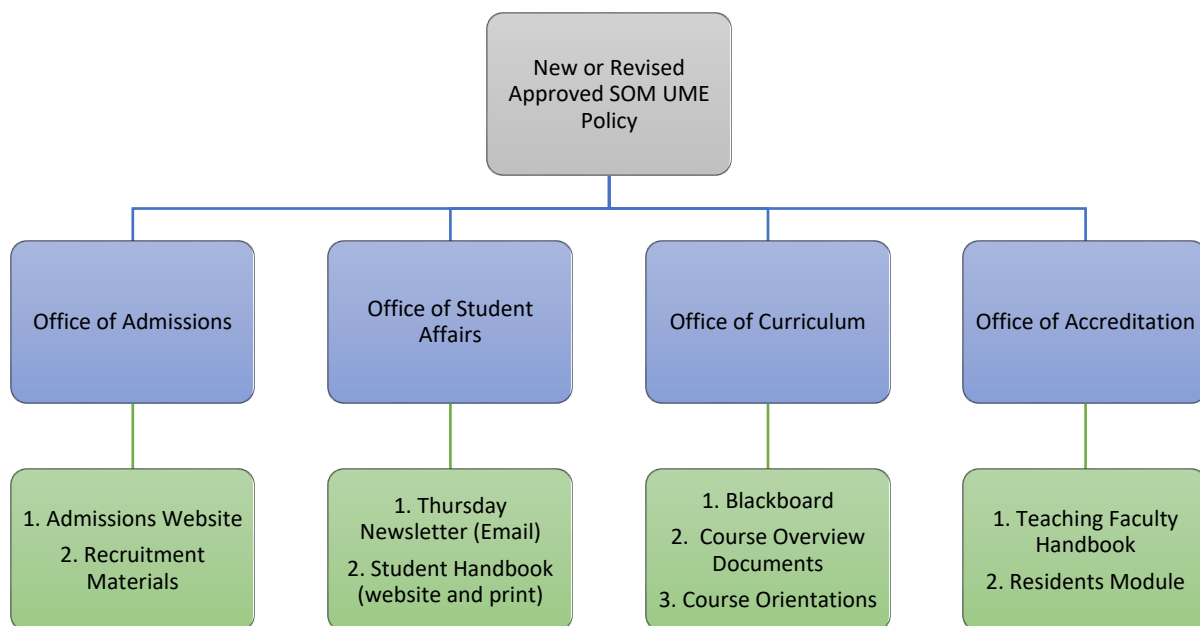 New or Revised
Approved SOM UME
Policy
Office of Admissions
Office of Student
Affairs
Office of Curriculum
Office of Accreditation
1. Admissions Website
2. Recruitment
Materials
1. Thursday
Newsletter (Email)
2. Student Handbook
(website and print)
1. Blackboard
2. Course Overview
Documents
3. Course Orientations
1. Teaching Faculty
Handbook
2. Residents Module